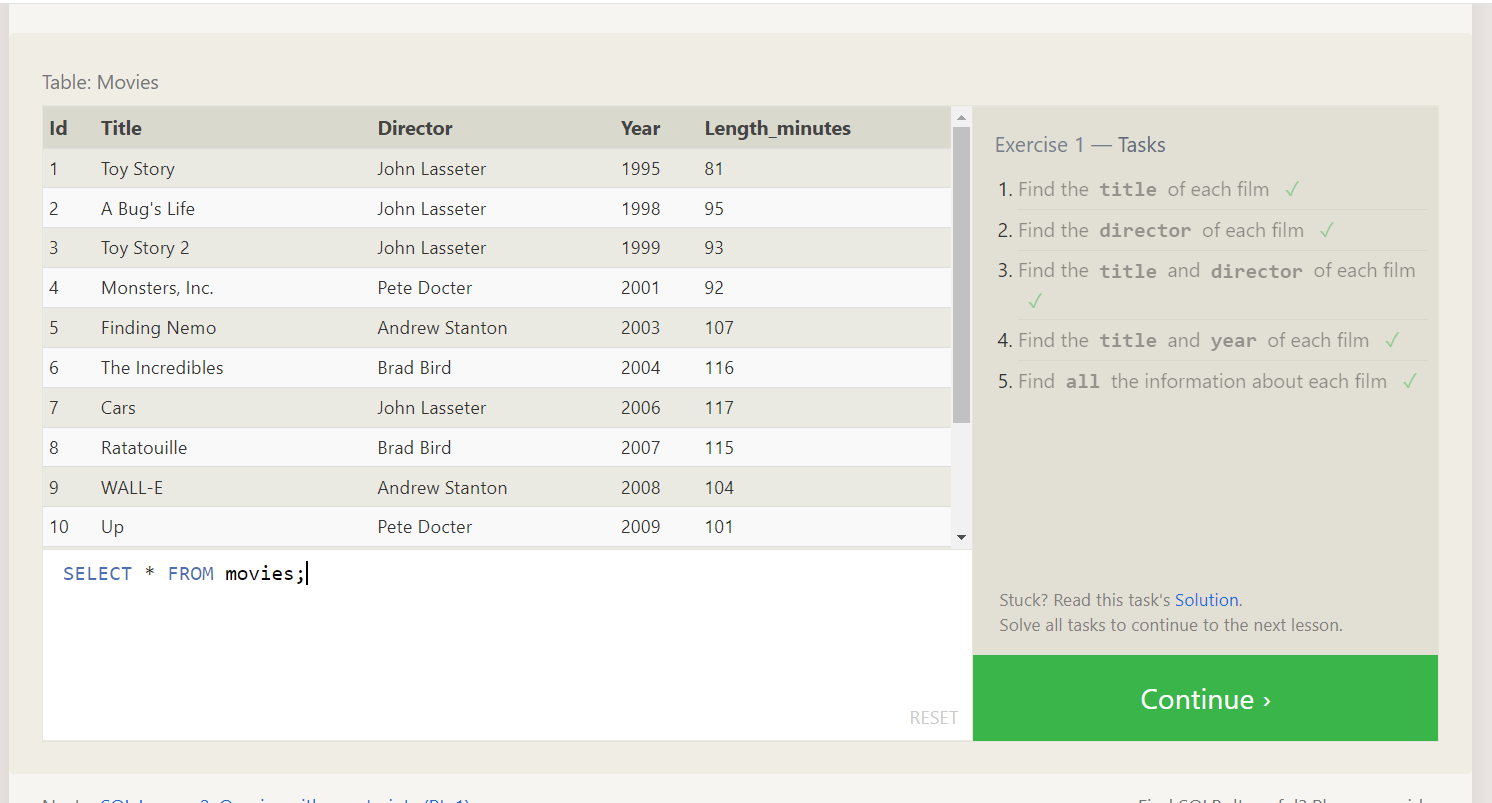 Table: Movies
Id Title Director Year Length_minutes
1 Toy Story John Lasseter 1995 81
2 A Bug's Life John Lasseter 1998 95
3 Toy Story 2 John Lasseter 1999 93
4 Monsters, Inc. Pete Docter 2001 92
5 Finding Nemo Andrew Stanton 2003 107
6 The Incredibles Brad Bird 2004 116
7 Cars John Lasseter 2006 117
8 Ratatouille Brad Bird 2007 115
9 WALL-E Andrew Stanton 2008 104
10 Up Pete Docter 2009 101
SELECT * FROM movies;
RESET
Exercise 1 — Tasks
1. Find the title of each film ✓
2. Find the director of each film ✓
3. Find the title and director of each film
✓
4. Find the title and year of each film ✓
5. Find all the information about each film ✓
Stuck? Read this task's Solution.
Solve all tasks to continue to the next lesson.
Continue ›